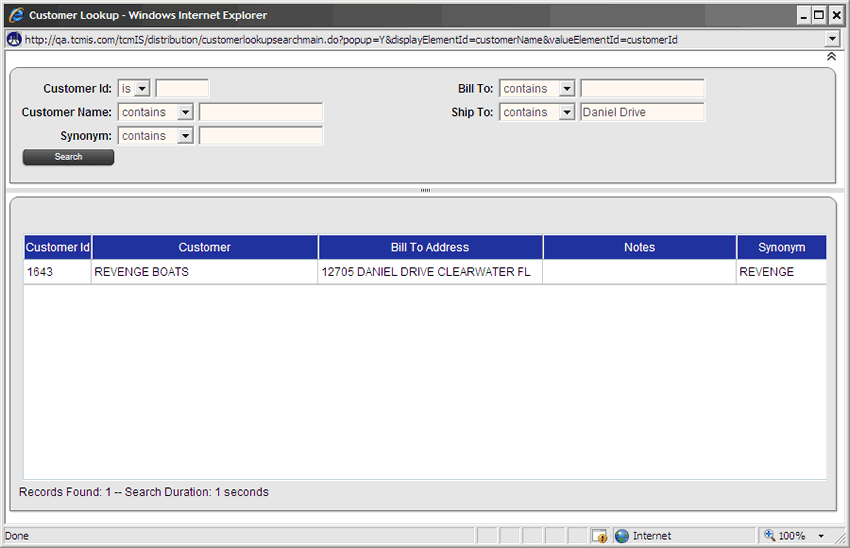 Customer Lookup - Windows Internet Explorer
http://qa.tcmis.com/tcmIS/distribution/customerlookupsearchmain.do?popup=Y&displayElementId=customerName&valueElementId=customerId
Customer Id: is Bill To: contains
Customer Name: contains Ship To: contains Daniel Drive
Synonym: contains
Search
Customer Id Customer Bill To Address Notes Synonym
1643 REVENGE BOATS 12705 DANIEL DRIVE CLEARWATER FL REVENGE
Records Found: 1 -- Search Duration: 1 seconds
Done Internet 100%